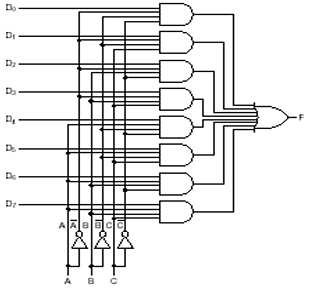 D₀
D₁
D₂
D₃
D₄
D₅
D₆
D₇
F
A A̅ B B̅ C C̅
A B C